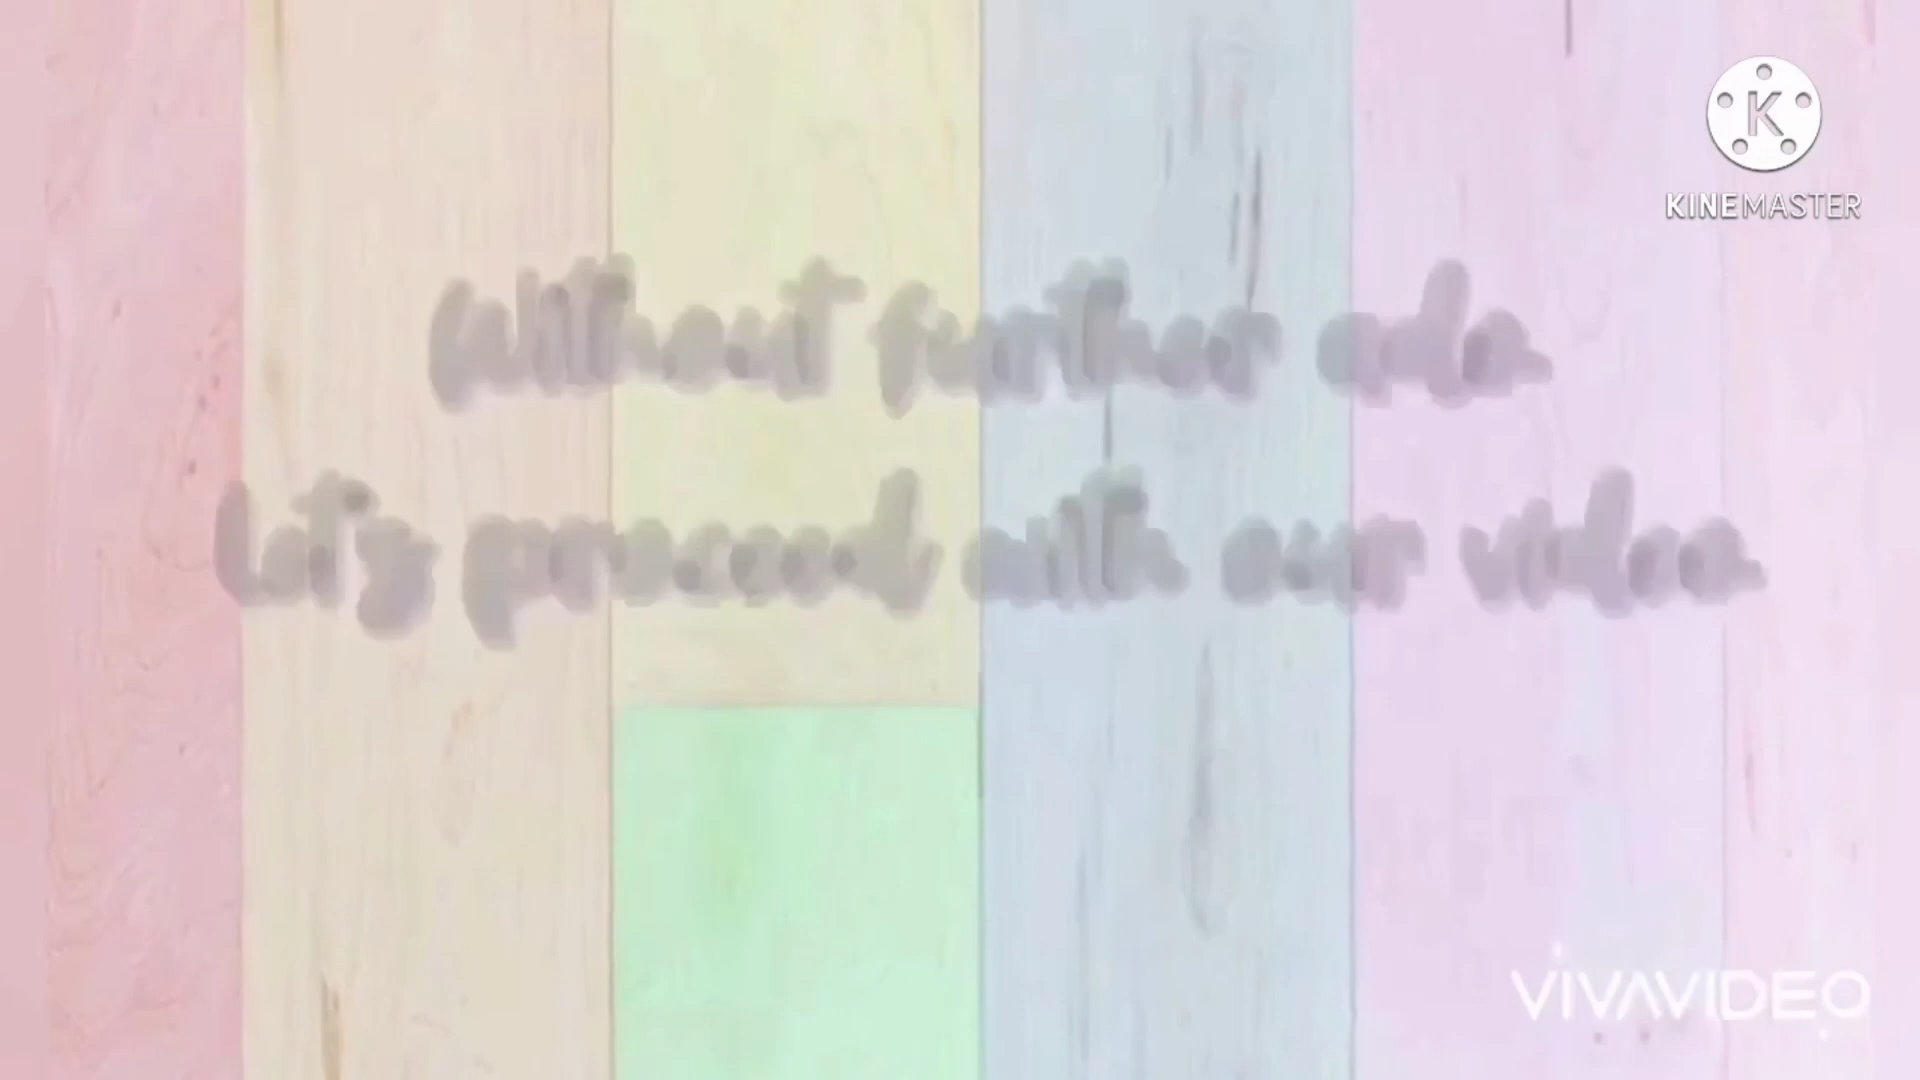 K
KINEMASTER
Without further ado
Let's proceed with our video
VIVAVIDEO